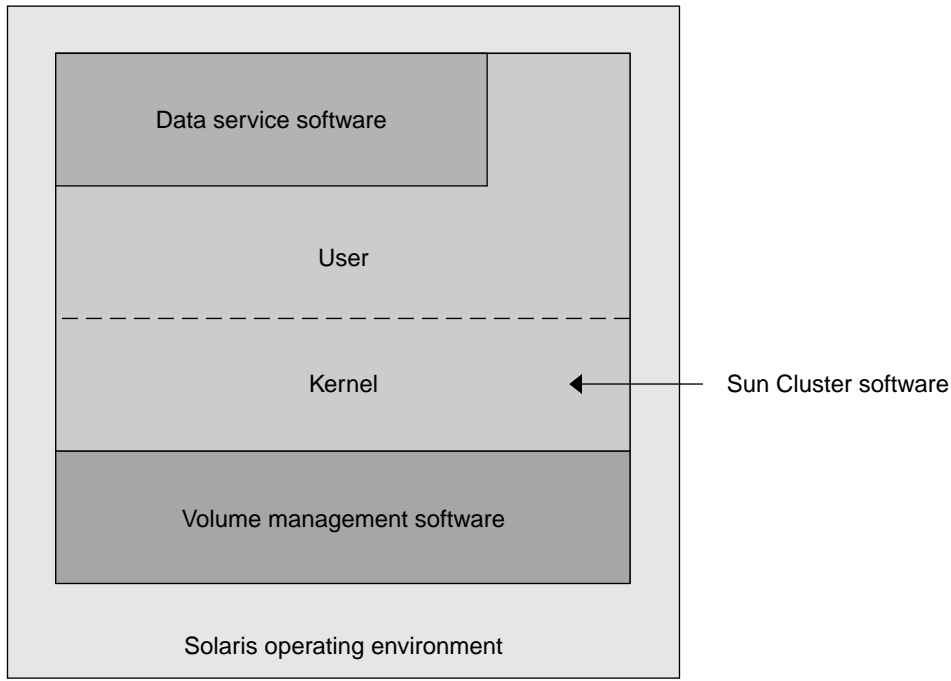 Data service software
User
Kernel
Sun Cluster software
Volume management software
Solaris operating environment